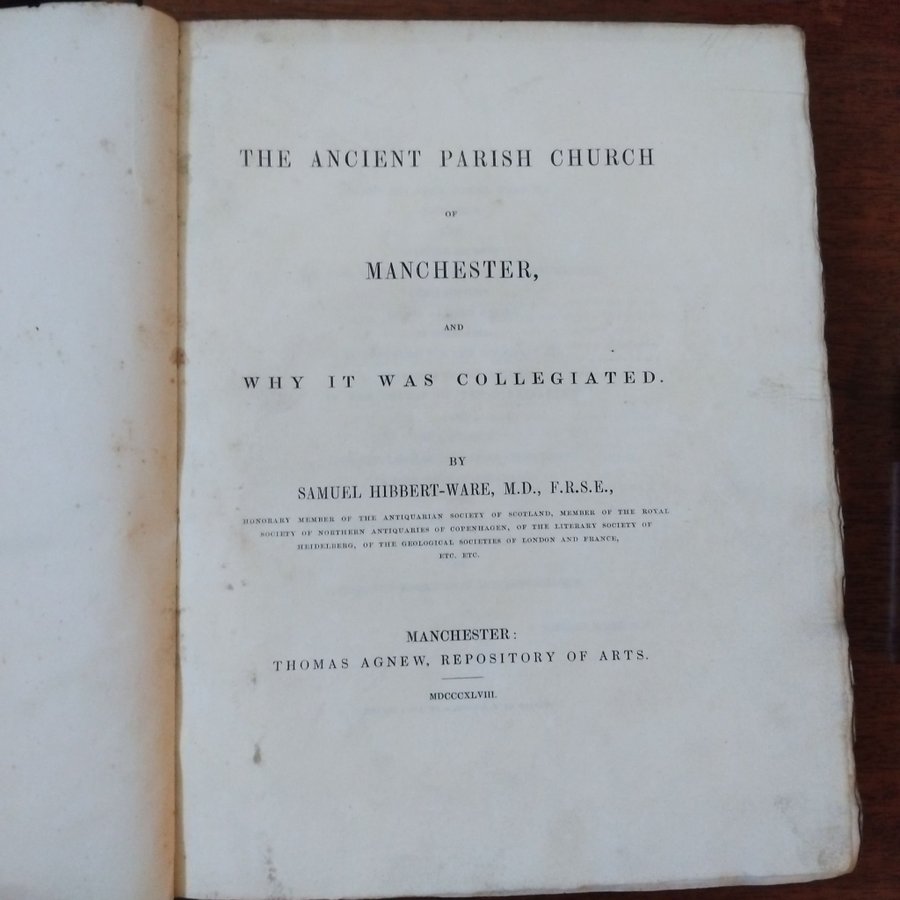 THE ANCIENT PARISH CHURCH
OF
MANCHESTER,
AND
WHY IT WAS COLLEGIATED.
BY
SAMUEL HIBBERT-WARE, M.D., F.R.S.E.,
HONORARY MEMBER OF THE ANTIQUARIAN SOCIETY OF SCOTLAND, MEMBER OF THE ROYAL
SOCIETY OF NORTHERN ANTIQUARIES OF COPENHAGEN, OF THE LITERARY SOCIETY OF
HEIDELBERG, OF THE GEOLOGICAL SOCIETIES OF LONDON AND FRANCE,
ETC. ETC.
MANCHESTER:
THOMAS AGNEW, REPOSITORY OF ARTS.
MDCCCXLVIII.